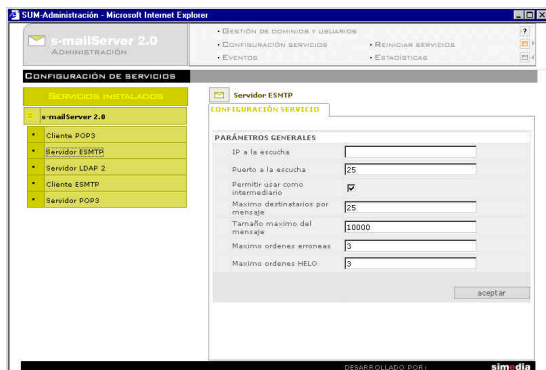 SUM-Administración - Microsoft Internet Explorer
s-mailServer 2.0
ADMINISTRACIÓN
• GESTIÓN DE DOMINIOS Y USUARIOS
• CONFIGURACIÓN SERVICIOS
• REINICIAR SERVICIOS
• EVENTOS
• ESTADÍSTICAS
?
CONFIGURACIÓN DE SERVICIOS
SERVICIOS INSTALADOS
s-mailServer 2.0
Cliente POP3
Servidor ESMTP
Servidor LDAP 2
Cliente ESMTP
Servidor POP3
Servidor ESMTP
CONFIGURACIÓN SERVICIO
PARÁMETROS GENERALES
IP a la escucha
Puerto a la escucha 25
Permitir usar como
intermediario
Maximo destinatarios por
mensaje 25
Tamaño maximo del
mensaje 10000
Maximo ordenes erroneas 3
Maximo ordenes HELO 3
aceptar
DESARROLLADO POR:
simedia